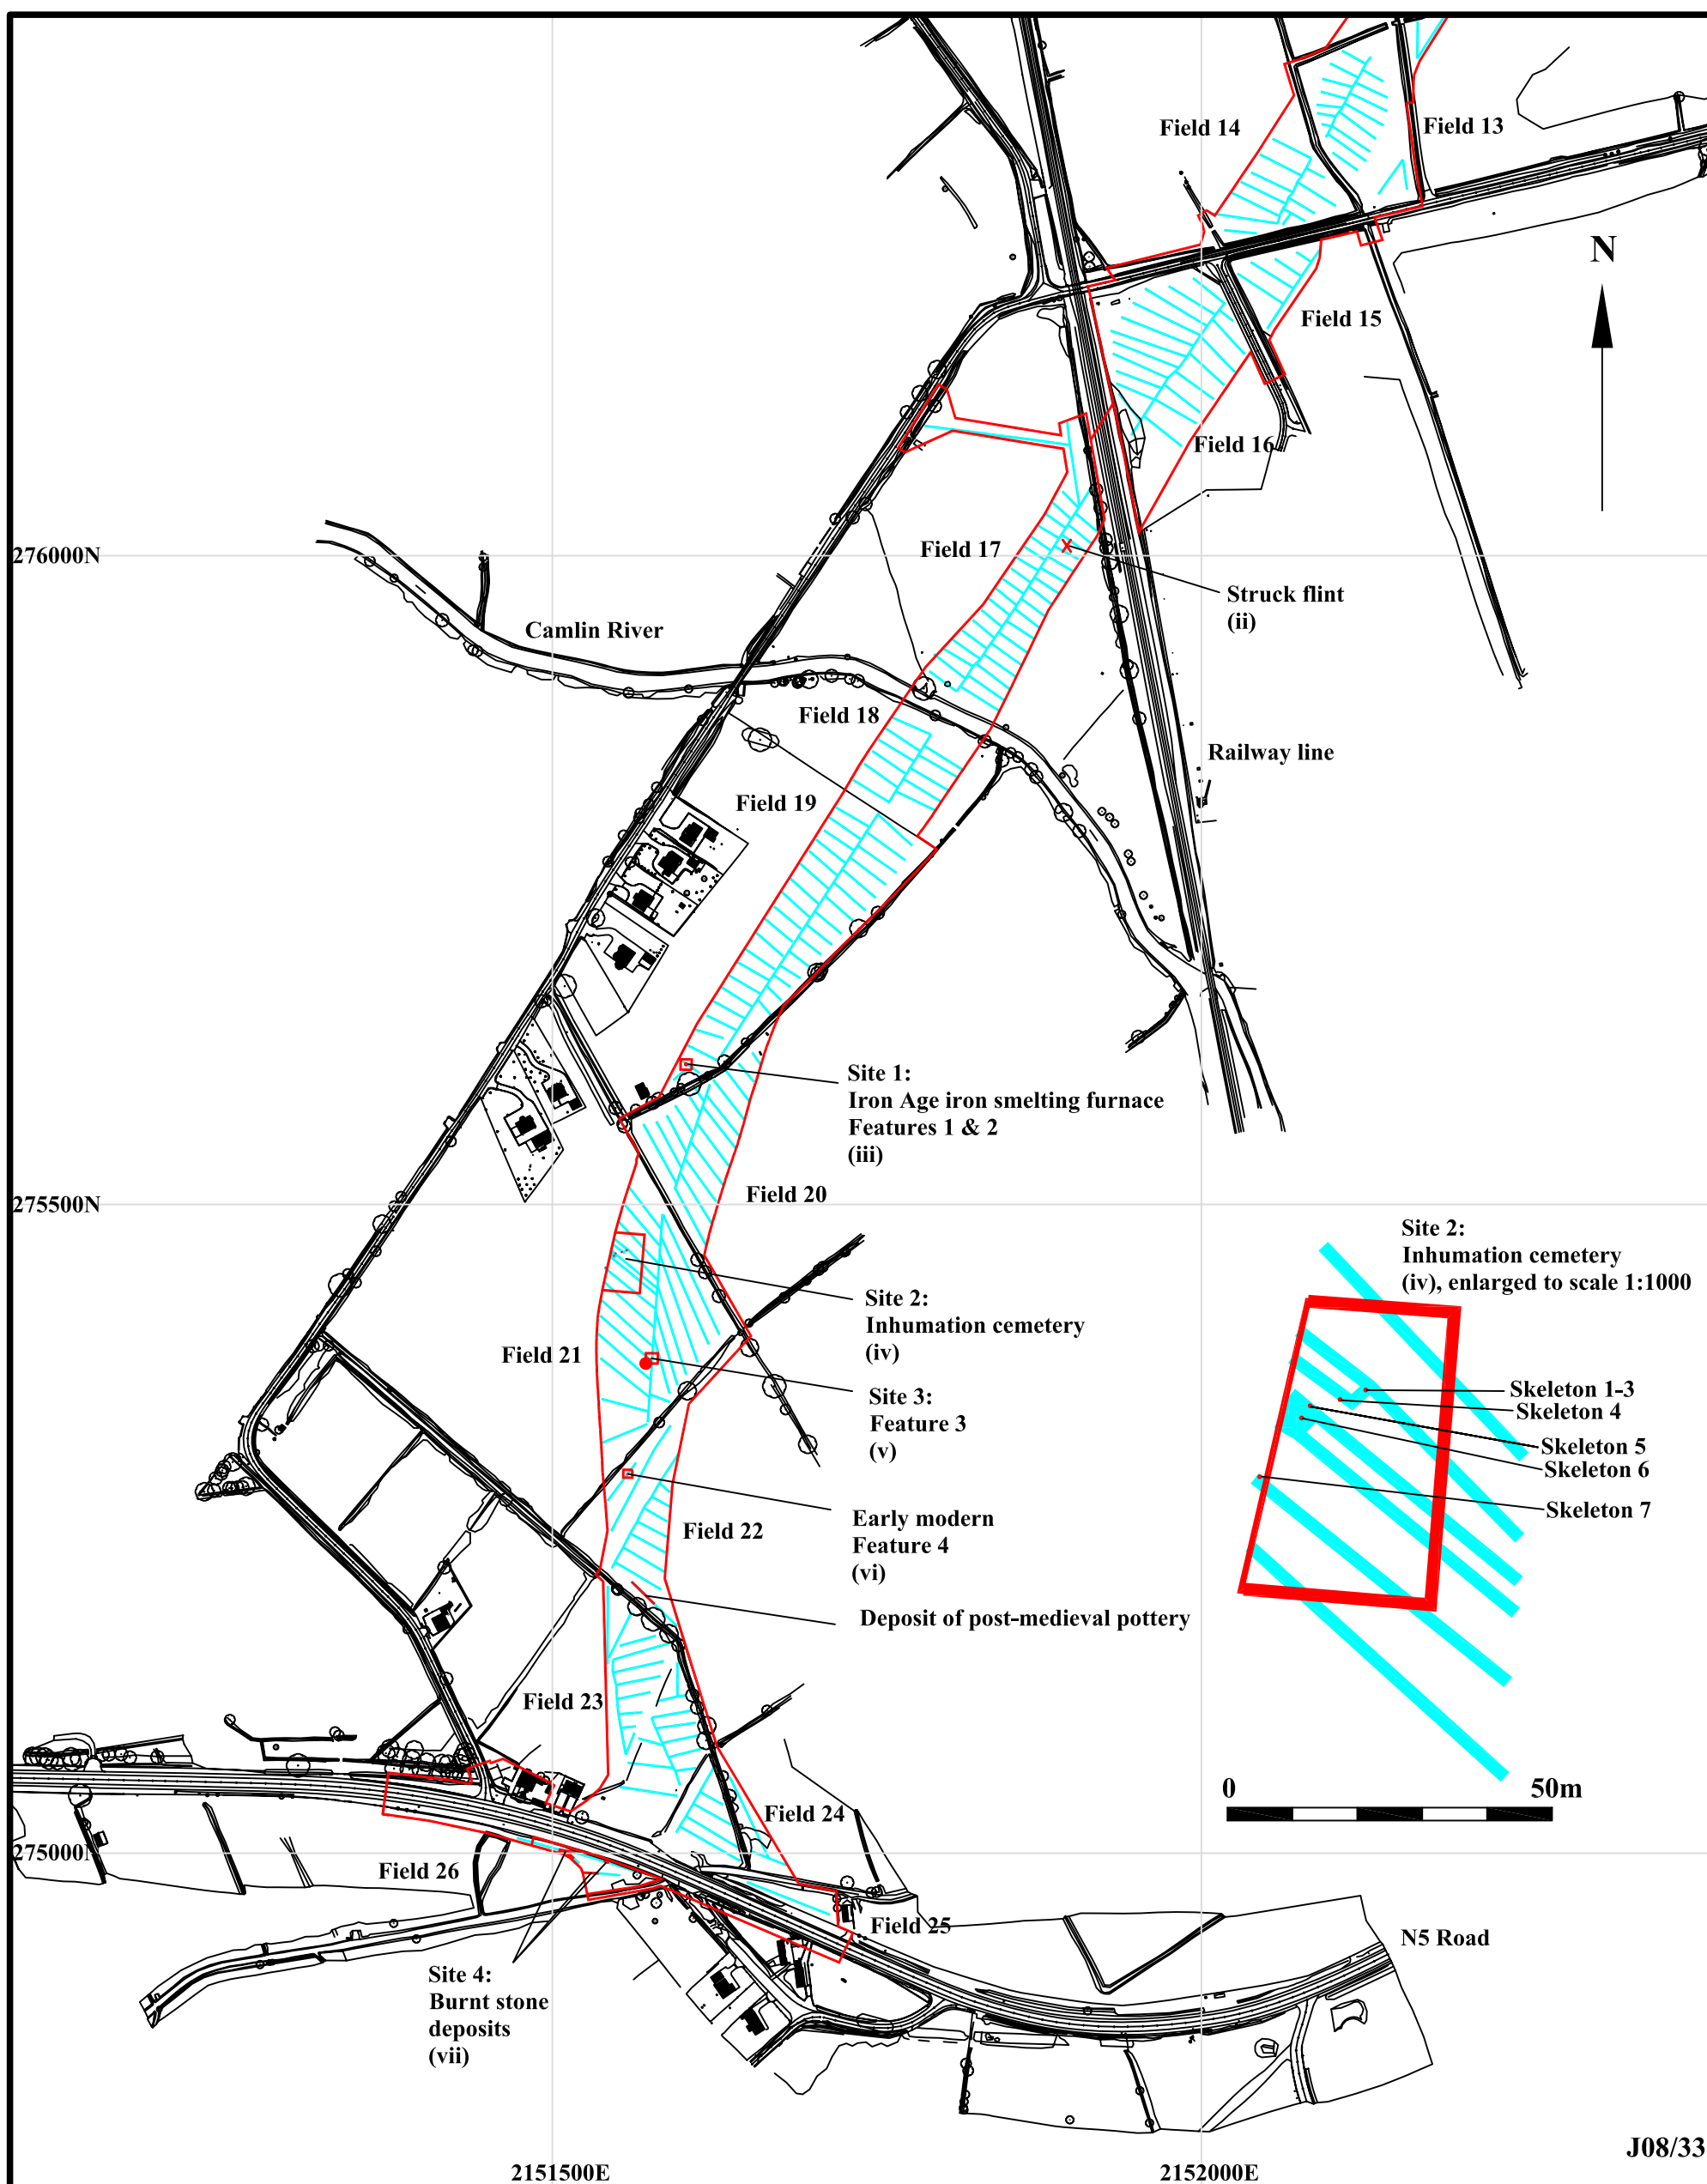 Field 14
Field 13
N
Field 15
Field 16
276000N
Field 17
Struck flint
(ii)
Camlin River
Field 18
Railway line
Field 19
Site 1:
Iron Age iron smelting furnace
Features 1 & 2
(iii)
275500N
Field 20
Site 2:
Inhumation cemetery
(iv), enlarged to scale 1:1000
Site 2:
Inhumation cemetery
(iv)
Field 21
Site 3:
Feature 3
(v)
Skeleton 1-3
Skeleton 4
Skeleton 5
Skeleton 6
Skeleton 7
Early modern
Feature 4
(vi)
Field 22
Deposit of post-medieval pottery
Field 23
0 50m
Field 24
275000N
Field 26
Field 25
N5 Road
Site 4:
Burnt stone
deposits
(vii)
J08/33
2151500E
2152000E